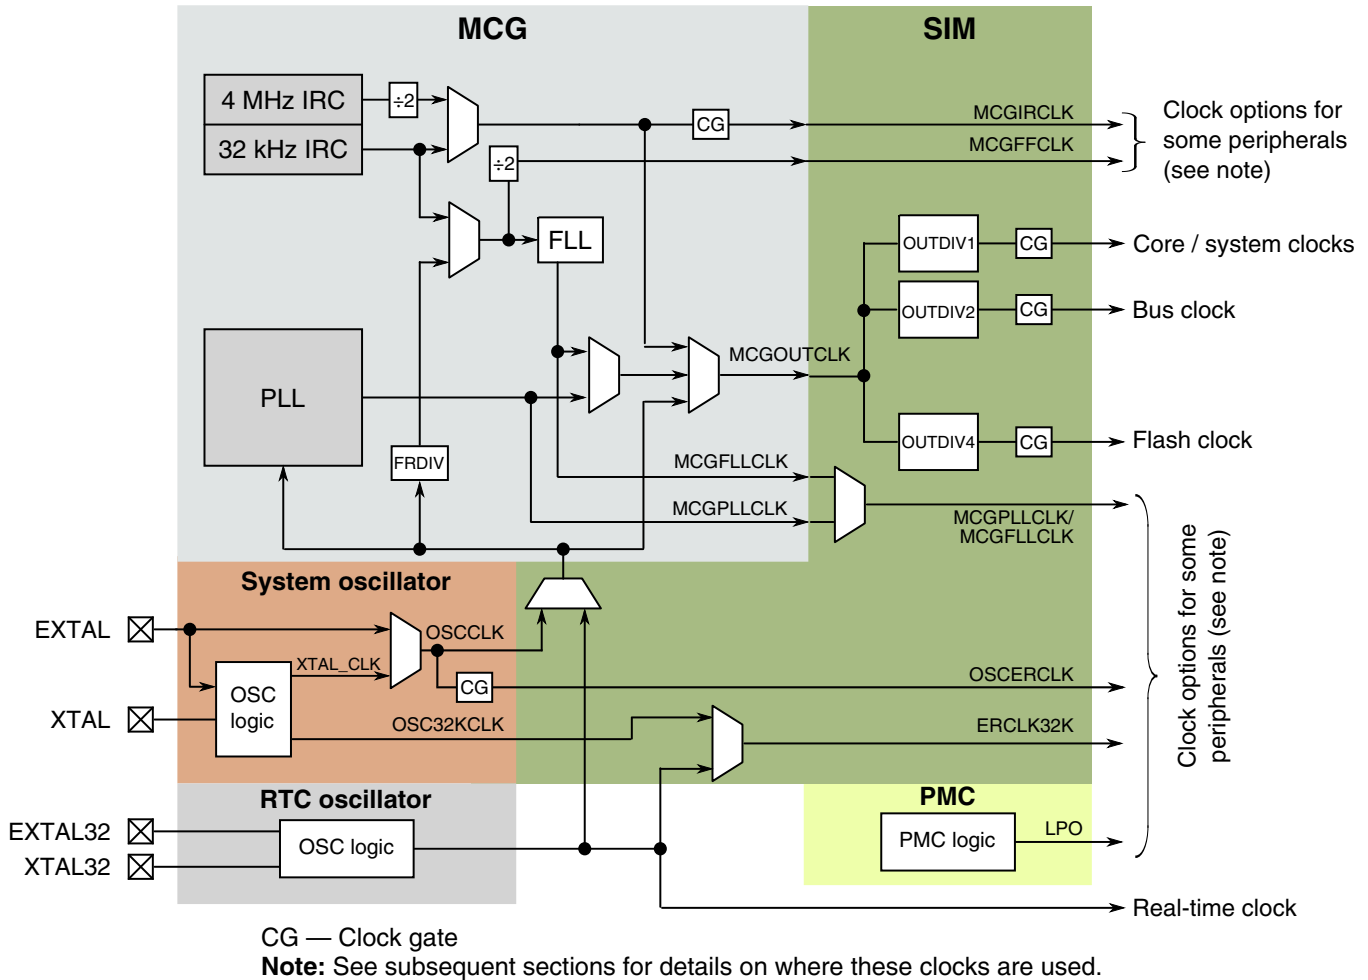 MCG
SIM
4 MHz IRC
÷2
32 kHz IRC
CG
MCGIRCLK
÷2
MCGFFCLK
Clock options for
some peripherals
(see note)
FLL
OUTDIV1
CG
Core / system clocks
OUTDIV2
CG
Bus clock
PLL
MCGOUTCLK
OUTDIV4
CG
Flash clock
FRDIV
MCGFLLCLK
MCGPLLCLK
MCGPLLCLK/
MCGFLLCLK
System oscillator
EXTAL
OSCCLK
XTAL_CLK
OSC
logic
CG
OSCERCLK
XTAL
OSC32KCLK
ERCLK32K
Clock options for some
peripherals (see note)
RTC oscillator
PMC
EXTAL32
OSC logic
PMC logic
LPO
XTAL32
Real-time clock
CG — Clock gate
Note: See subsequent sections for details on where these clocks are used.